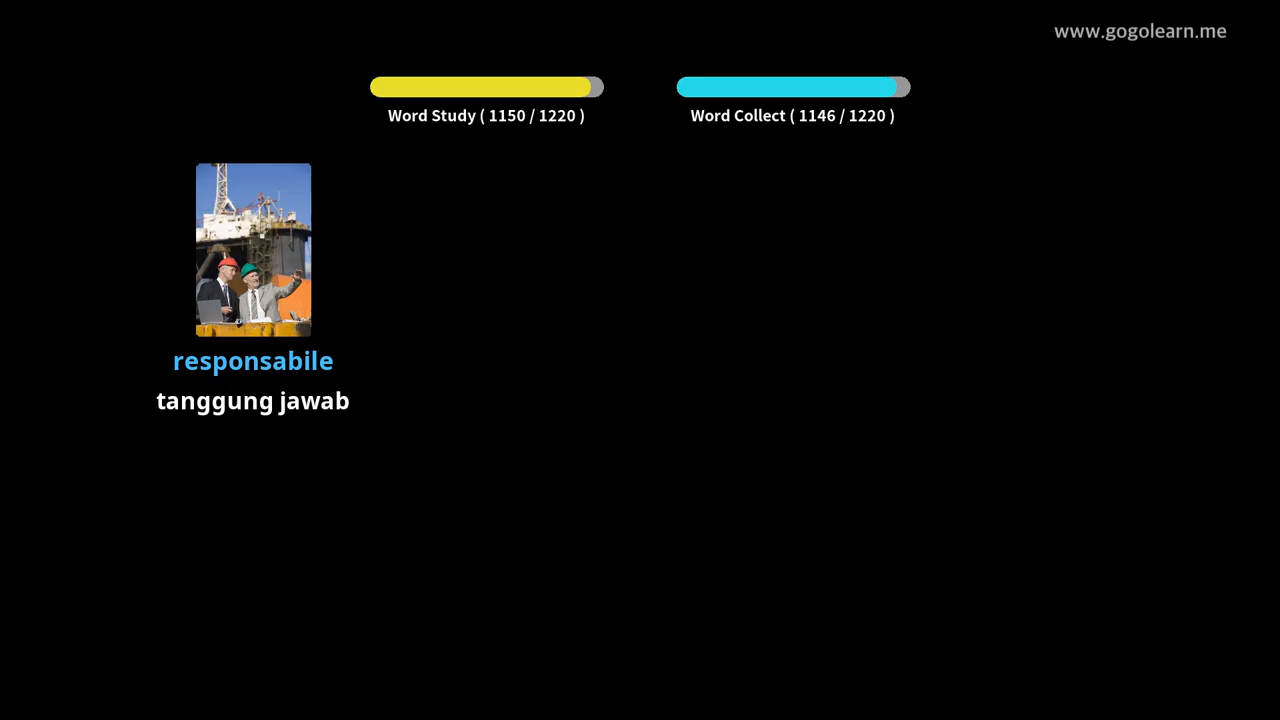 www.gogolearn.me
Word Study ( 1150 / 1220 )
Word Collect ( 1146 / 1220 )
responsabile
tanggung jawab